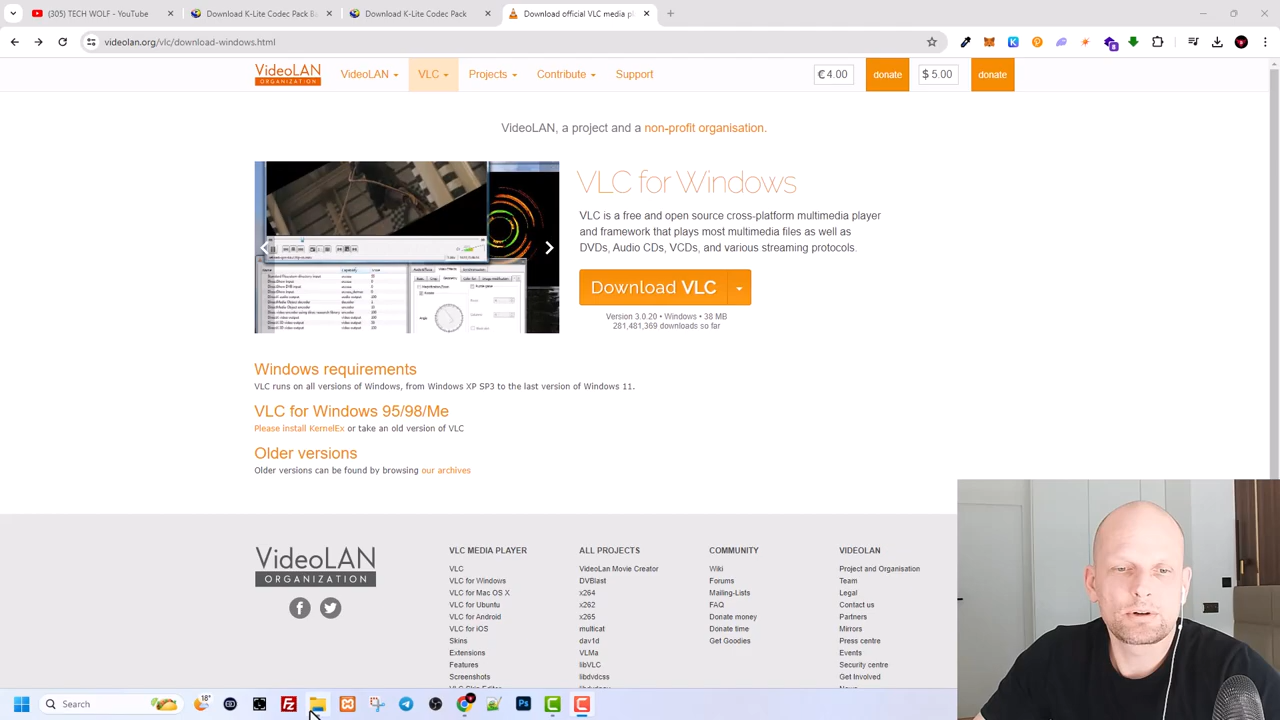 (305) TECH WOLF - YouTube
Download K-Lite Codec Pack Ba
Download K-Lite Codec Pack
Download official VLC media pl
videolan.org/vlc/download-windows.html
VideoLAN
ORGANIZATION
VideoLAN
VLC
Projects
Contribute
Support
€ 4.00
donate
$ 5.00
donate
VideoLAN, a project and a non-profit organisation.
VLC for Windows
VLC is a free and open source cross-platform multimedia player
and framework that plays most multimedia files as well as
DVDs, Audio CDs, VCDs, and various streaming protocols.
Download VLC
Version 3.0.20 • Windows • 38 MB
281,481,369 downloads so far
Windows requirements
VLC runs on all versions of Windows, from Windows XP SP3 to the last version of Windows 11.
VLC for Windows 95/98/Me
Please install KernelEx or take an old version of VLC
Older versions
Older versions can be found by browsing our archives
VideoLAN
ORGANIZATION
VLC MEDIA PLAYER
VLC
VLC for Windows
VLC for Mac OS X
VLC for Ubuntu
VLC for Android
VLC for iOS
Skins
Extensions
Features
Screenshots
VLC Skin Editor
ALL PROJECTS
VideoLan Movie Creator
DVBlast
x264
x262
x265
multicat
dav1d
VLMa
libVLC
libdvdcss
COMMUNITY
Wiki
Forums
Mailing-Lists
FAQ
Donate money
Donate time
Get Goodies
VIDEOLAN
Project and Organisation
Team
Legal
Contact us
Partners
Mirrors
Press centre
Events
Security centre
Get Involved
News
Search
16°